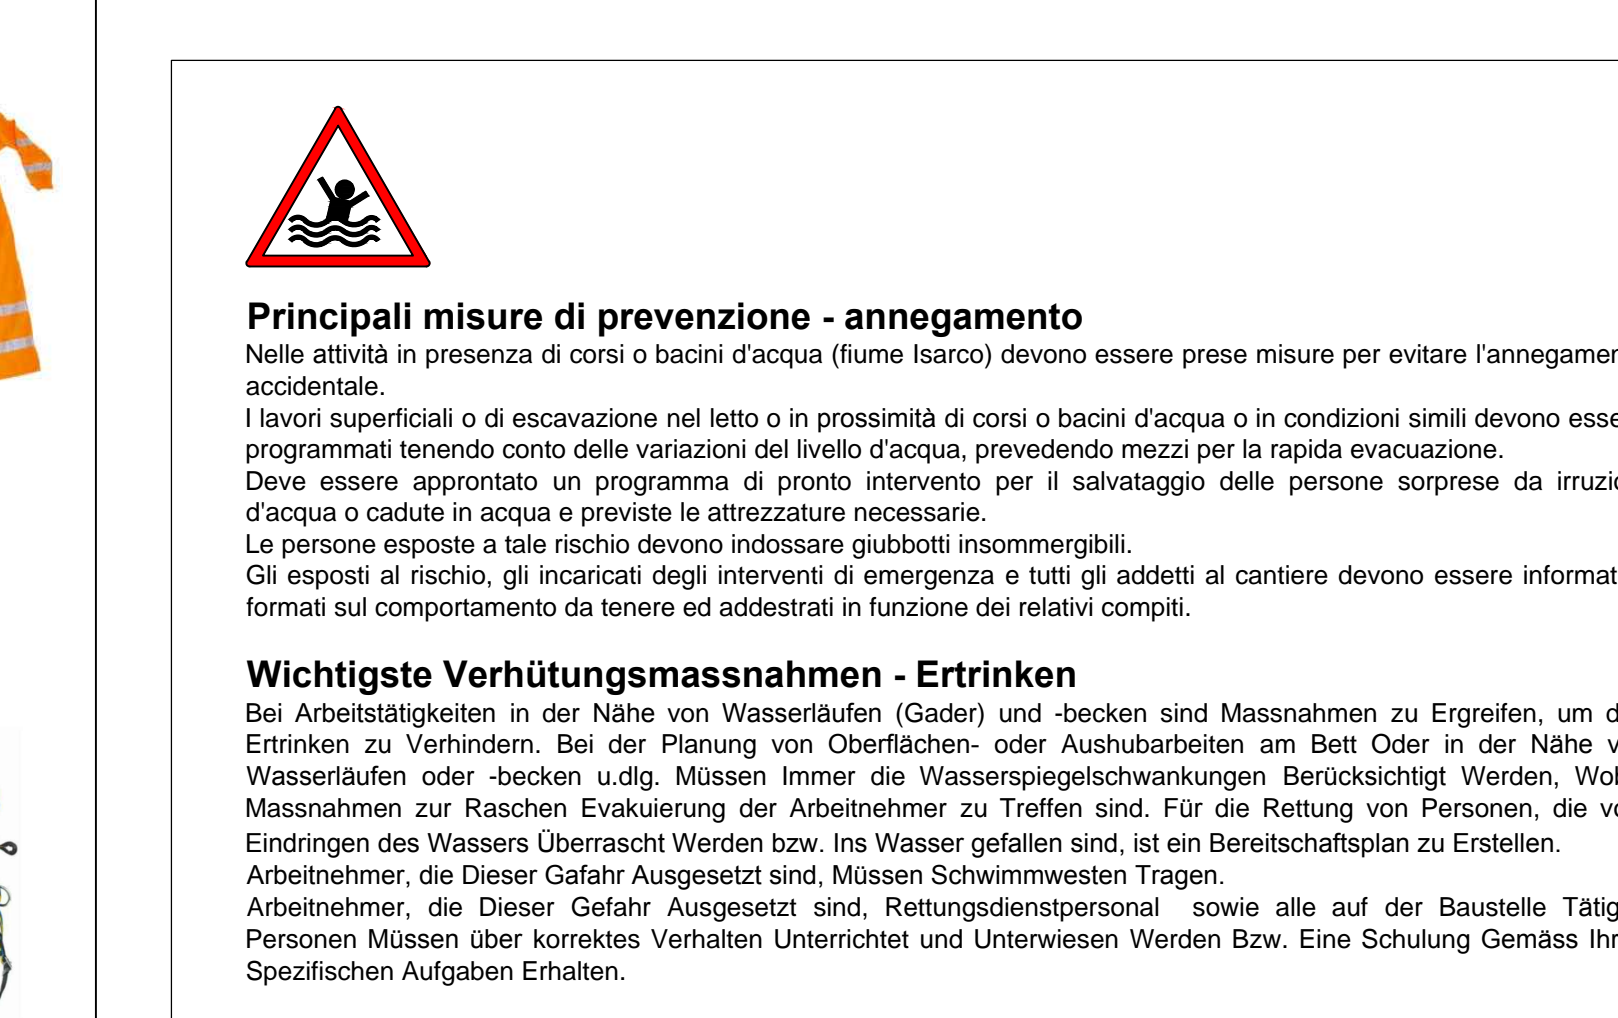 Principali misure di prevenzione - annegamento
Nelle attività in presenza di corsi o bacini d'acqua (fiume Isarco) devono essere prese misure per evitare
accidentale.
I lavori superficiali o di escavazione nel letto o in prossimità di corsi o bacini d'acqua o in condizioni simili devono
programmati tenendo conto delle variazioni del livello d'acqua, prevedendo mezzi per la rapida evacuazione.
Deve essere approntato un programma di pronto intervento per il salvataggio delle persone sorprese da
d'acqua o cadute in acqua e previste le attrezzature necessarie.
Le persone esposte a tale rischio devono indossare giubbotti insommergibili.
Gli esposti al rischio, gli incaricati degli interventi di emergenza e tutti gli addetti al cantiere devono essere
formati sul comportamento da tenere ed addestrati in funzione dei relativi compiti.
Wichtigste Verhütungsmassnahmen - Ertrinken
Bei Arbeitstätigkeiten in der Nähe von Wasserläufen (Gader) und -becken sind Massnahmen zu Ergreifen, um
Ertrinken zu Verhindern. Bei der Planung von Oberflächen- oder Aushubarbeiten am Bett Oder in der Nähe
Wasserläufen oder -becken u.dlg. Müssen Immer die Wasserspiegelschwankungen Berücksichtigt Werden,
Massnahmen zur Raschen Evakuierung der Arbeitnehmer zu Treffen sind. Für die Rettung von Personen, die
Eindringen des Wassers Überrascht Werden bzw. Ins Wasser gefallen sind, ist ein Bereitschaftsplan zu Erstellen.
Arbeitnehmer, die Dieser Gafahr Ausgesetzt sind, Müssen Schwimmwesten Tragen.
Arbeitnehmer, die Dieser Gefahr Ausgesetzt sind, Rettungsdienstpersonal sowie alle auf der Baustelle
Personen Müssen über korrektes Verhalten Unterrichtet und Unterwiesen Werden Bzw. Eine Schulung Gemäss
Spezifischen Aufgaben Erhalten.